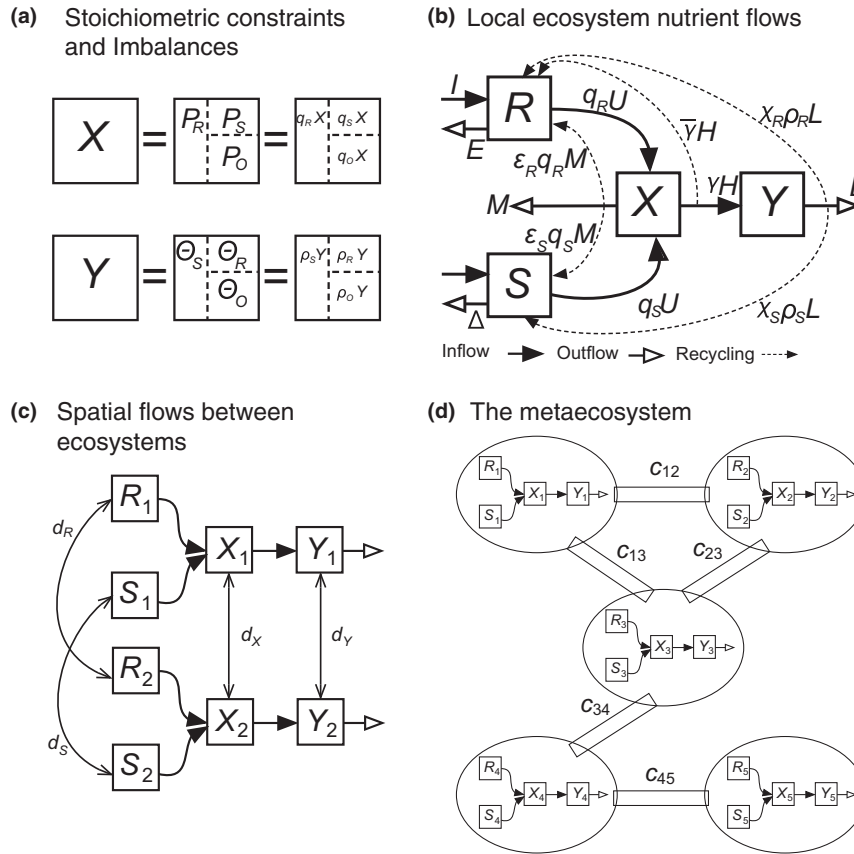 (a) Stoichiometric constraints
and Imbalances
X = P_R P_S = q_R X q_S X
P_O q_O X
Y = Θ_S Θ_R = ρ_S Y ρ_R Y
Θ_O ρ_O Y
(b) Local ecosystem nutrient flows
I
R
E
q_R U
γ̅H
χ_R ρ_R L
ε_R q_R M
M
X
γH
Y
ε_S q_S M
S
Δ
q_S U
χ_S ρ_S L
Inflow Outflow Recycling
(c) Spatial flows between
ecosystems
R_1
d_R
X_1 Y_1
S_1
d_X d_Y
R_2
X_2 Y_2
d_S
S_2
(d) The metaecosystem
c_12
R_1
X_1 Y_1
S_1
R_2
X_2 Y_2
S_2
c_13 c_23
R_3
X_3 Y_3
S_3
c_34
R_4
X_4 Y_4
S_4
c_45
R_5
X_5 Y_5
S_5